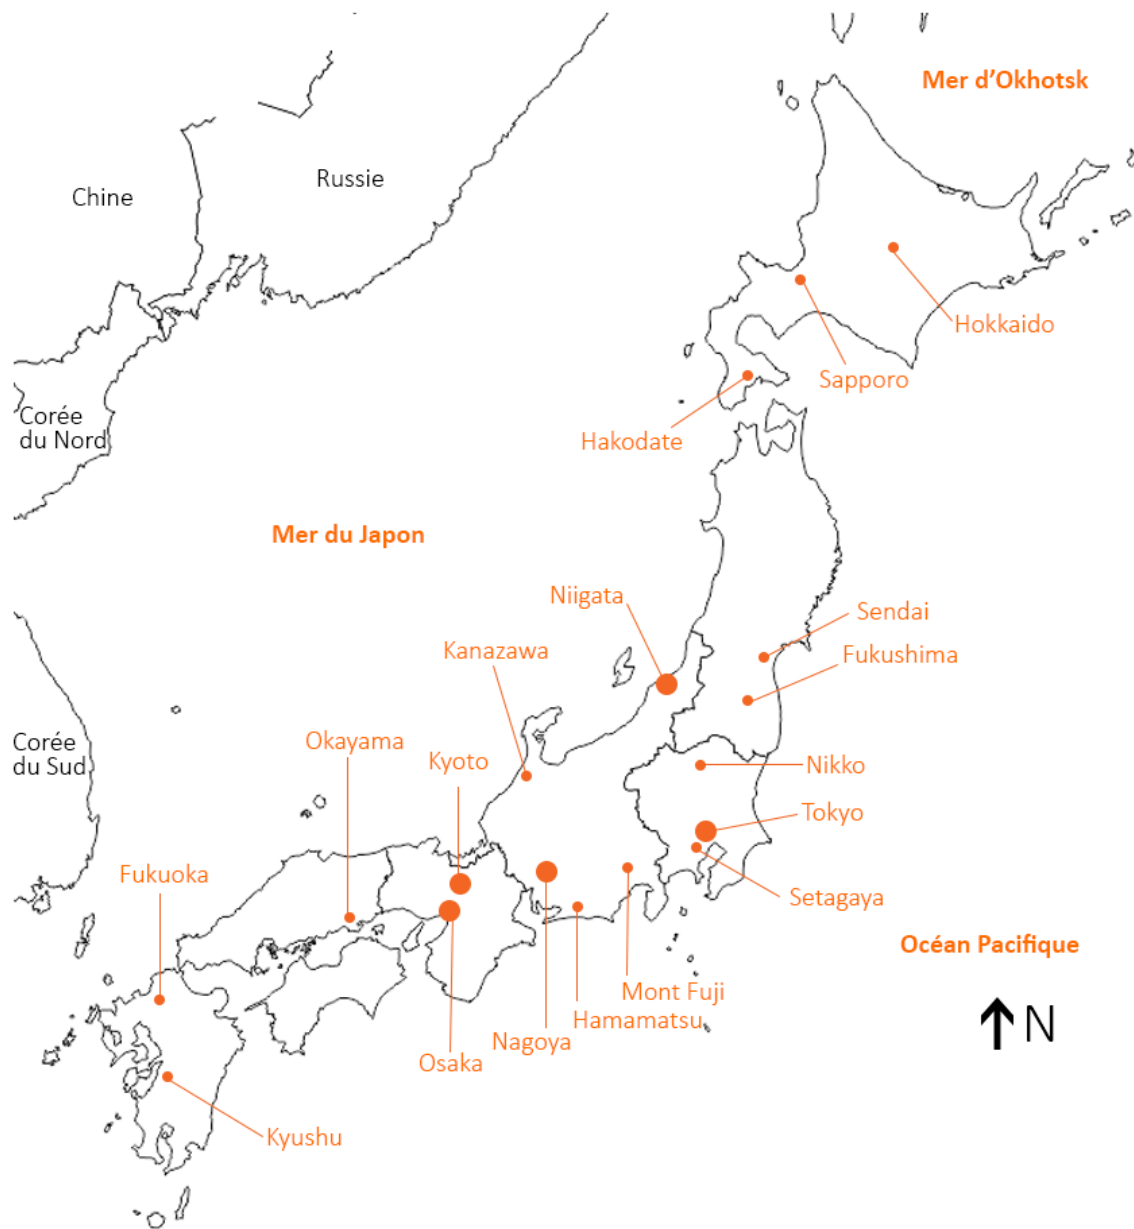 Mer d'Okhotsk
Russie
Chine
Hokkaido
Sapporo
Corée
du Nord
Hakodate
Mer du Japon
Niigata
Sendai
Kanazawa
Fukushima
Corée
du Sud
Okayama
Kyoto
Nikko
Tokyo
Fukuoka
Setagaya
Océan Pacifique
Mont Fuji
Hamamatsu
N
Nagoya
Osaka
Kyushu